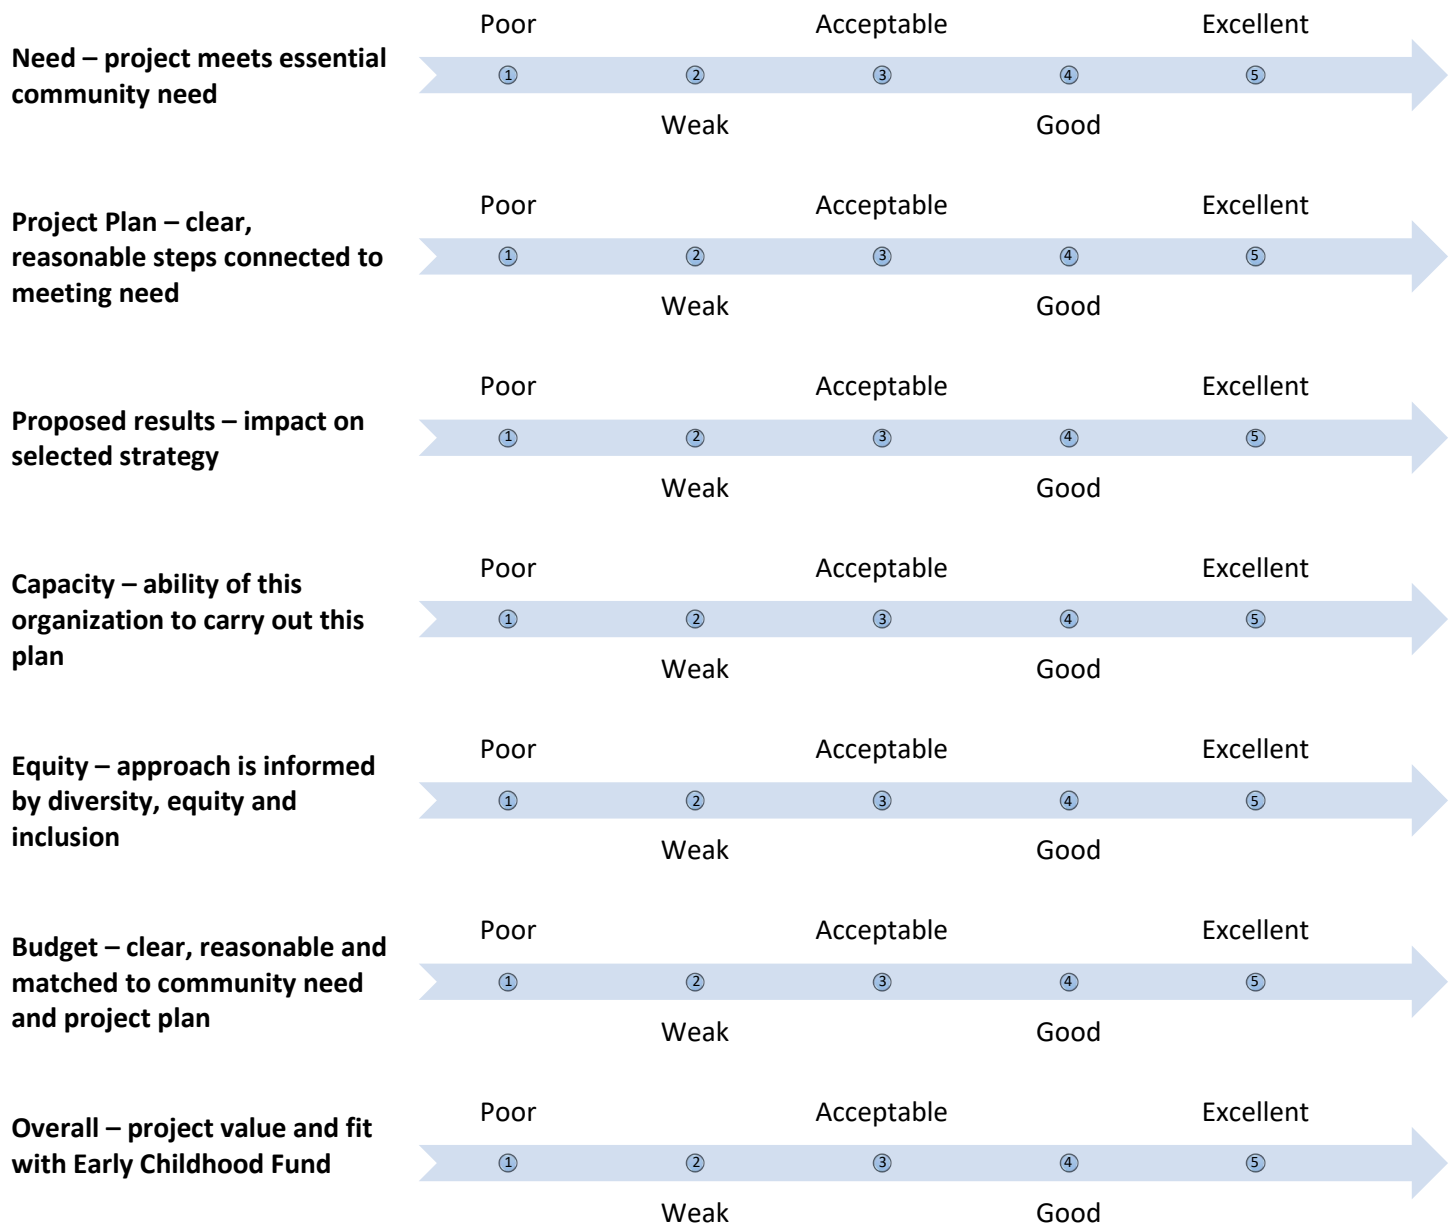 Poor Acceptable Excellent
Need – project meets essential
community need
1 2 3 4 5
Weak Good
Poor Acceptable Excellent
Project Plan – clear,
reasonable steps connected to
meeting need
1 2 3 4 5
Weak Good
Poor Acceptable Excellent
Proposed results – impact on
selected strategy
1 2 3 4 5
Weak Good
Poor Acceptable Excellent
Capacity – ability of this
organization to carry out this
plan
1 2 3 4 5
Weak Good
Poor Acceptable Excellent
Equity – approach is informed
by diversity, equity and
inclusion
1 2 3 4 5
Weak Good
Poor Acceptable Excellent
Budget – clear, reasonable and
matched to community need
and project plan
1 2 3 4 5
Weak Good
Poor Acceptable Excellent
Overall – project value and fit
with Early Childhood Fund
1 2 3 4 5
Weak Good